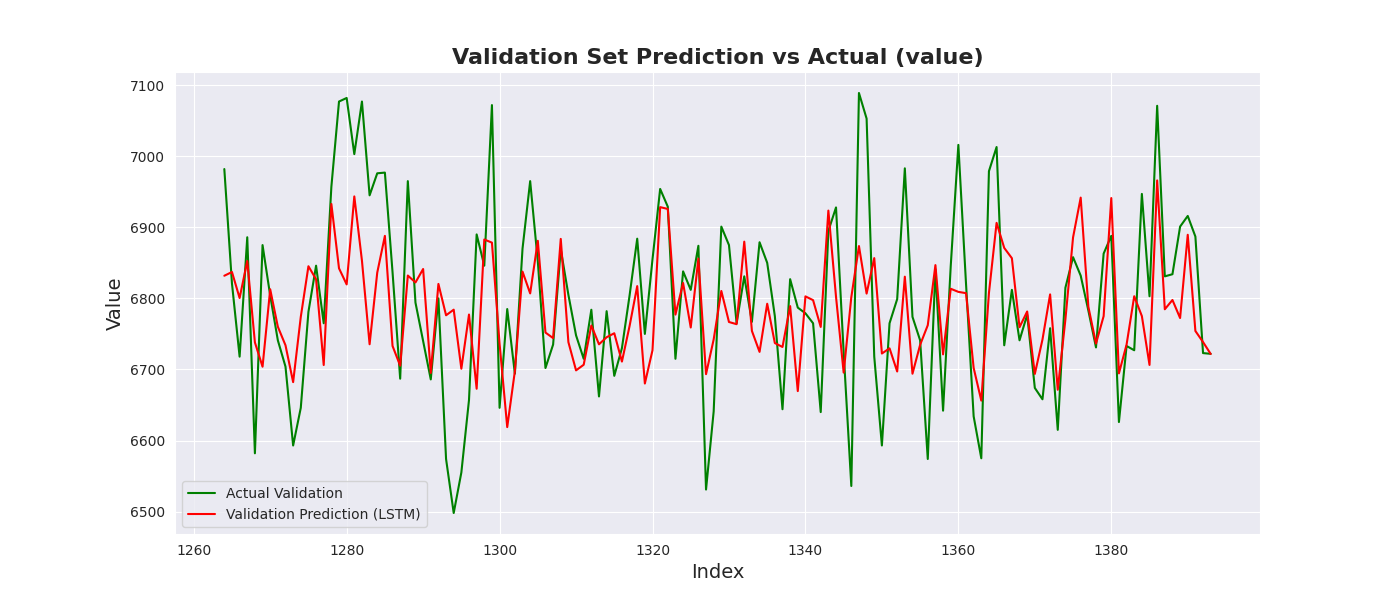 Validation Set Prediction vs Actual (value)
7100
7000
6900
6800
6700
6600
6500
Value
Actual Validation
Validation Prediction (LSTM)
1260 1280 1300 1320 1340 1360 1380
Index